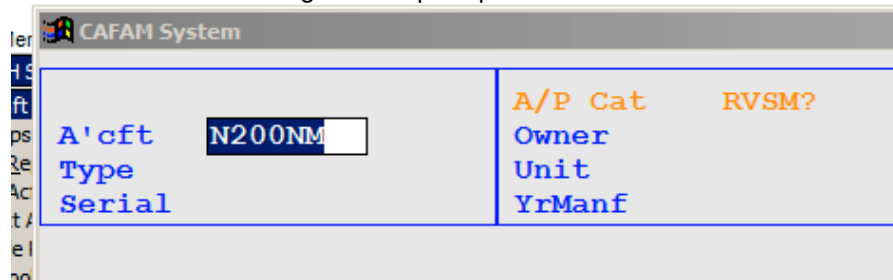 CAFAM System
A/P Cat RVSM?
A'cft N200NM Owner
Type Unit
Serial YrManf